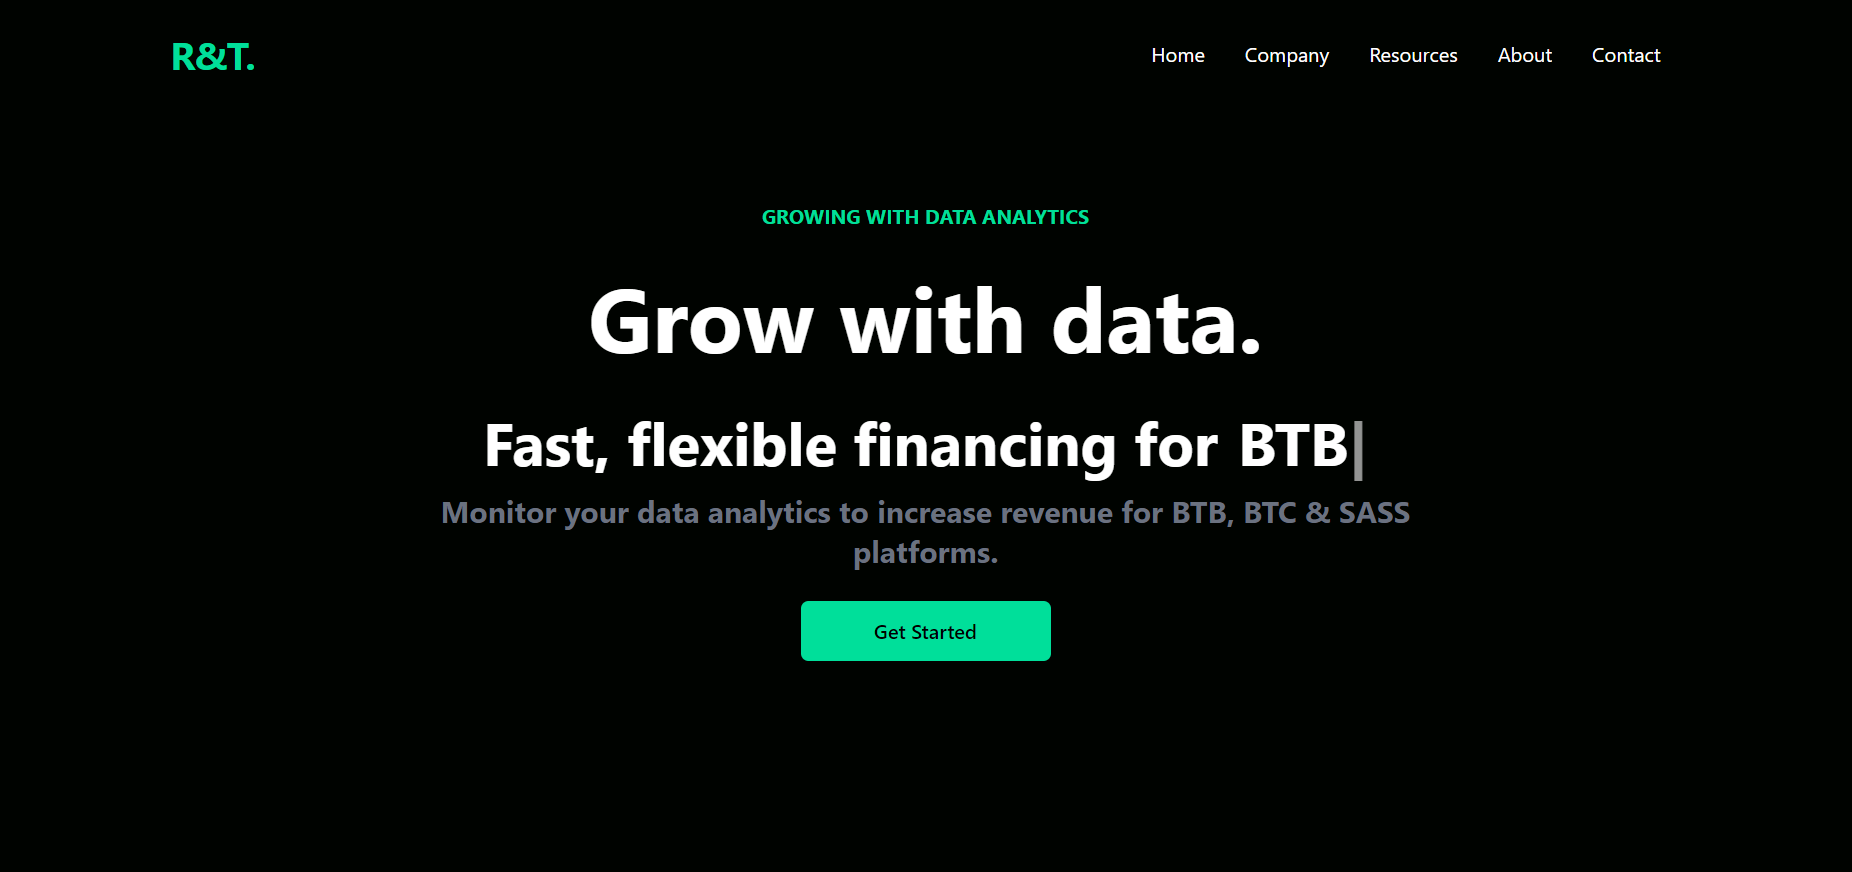 R&T.
Home Company Resources About Contact
GROWING WITH DATA ANALYTICS
Grow with data.
Fast, flexible financing for BTB|
Monitor your data analytics to increase revenue for BTB, BTC & SASS
platforms.
Get Started